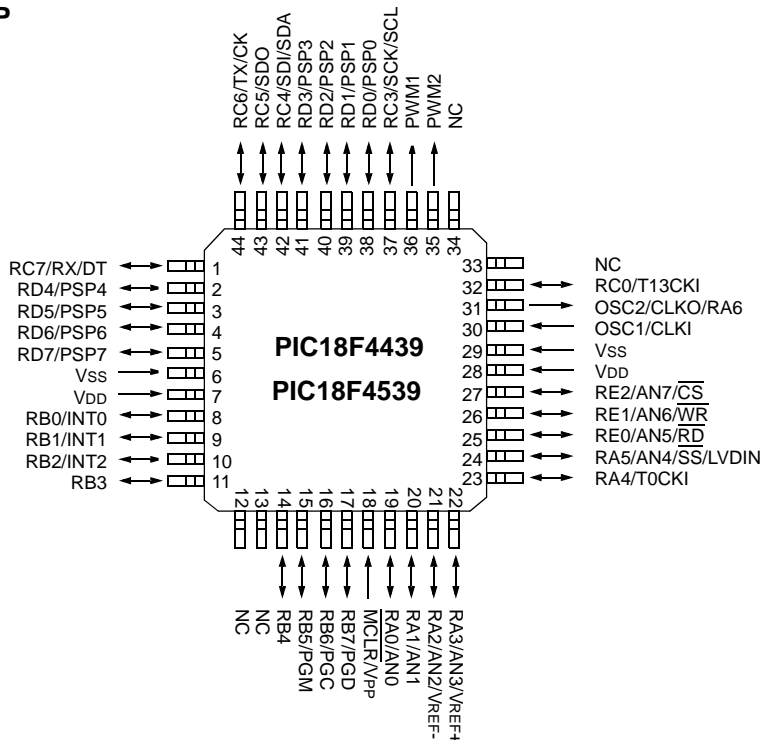 P
RC6/TX/CK
RC5/SDO
RC4/SDI/SDA
RD3/PSP3
RD2/PSP2
RD1/PSP1
RD0/PSP0
RC3/SCK/SCL
PWM1
PWM2
NC
44
43
42
41
40
39
38
37
36
35
34
RC7/RX/DT 1
RD4/PSP4 2
RD5/PSP5 3
RD6/PSP6 4
RD7/PSP7 5
VSS 6
VDD 7
RB0/INT0 8
RB1/INT1 9
RB2/INT2 10
RB3 11
PIC18F4439
PIC18F4539
33 NC
32 RC0/T13CKI
31 OSC2/CLKO/RA6
30 OSC1/CLKI
29 VSS
28 VDD
27 RE2/AN7/CS
26 RE1/AN6/WR
25 RE0/AN5/RD
24 RA5/AN4/SS/LVDIN
23 RA4/T0CKI
12
13
14
15
16
17
18
19
20
21
22
NC
NC
RB4
RB5/PGM
RB6/PGC
RB7/PGD
MCLR/VPP
RA0/AN0
RA1/AN1
RA2/AN2/VREF-
RA3/AN3/VREF+